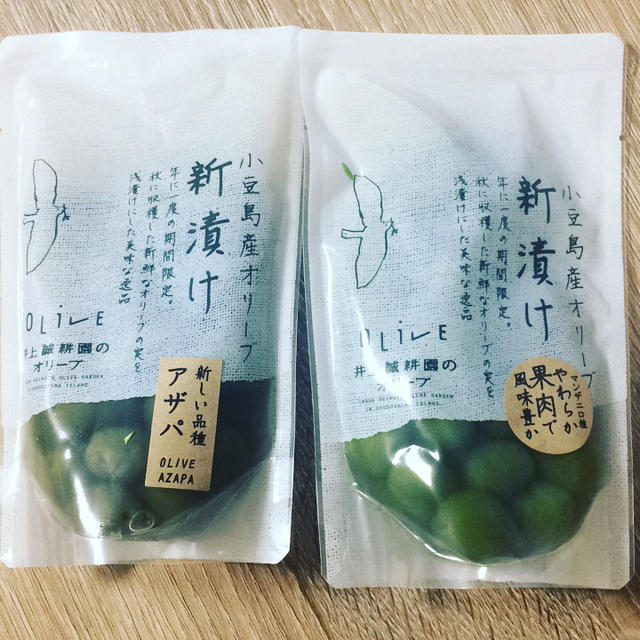 小豆島産オリーブ
新漬け
年に一度の期間限定。
秋に収穫した新鮮なオリーブの実を
浅漬けにした美味な逸品
OLiVE
井上誠耕園の
オリーブ
新しい品種
アザパ
OLIVE
AZAPA
小豆島産オリーブ
新漬け
年に一度の期間限定。
秋に収穫した新鮮なオリーブの実を
浅漬けにした美味な逸品
OLiVE
井上誠耕園の
オリーブ
INOUE SEIKOEN OLIVE GARDEN
IN SHODOSHIMA ISLAND.
マンザニロ種
やわらか
果肉で
風味豊か